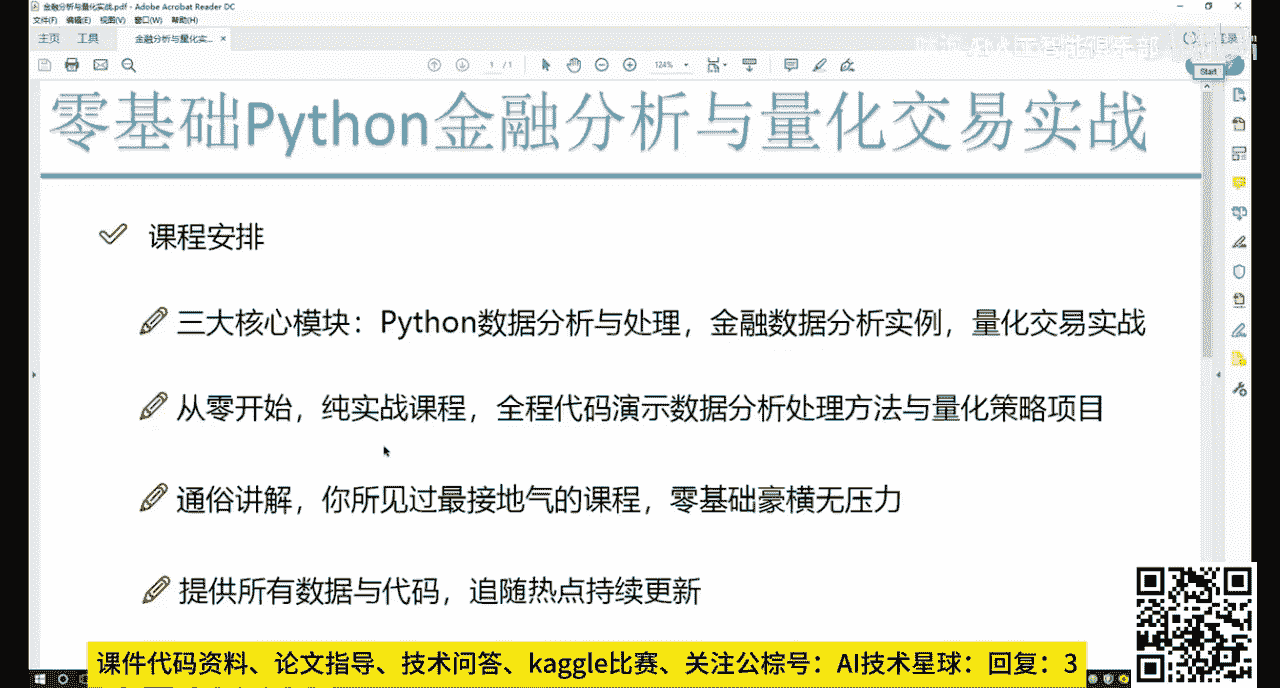 金融分析与量化实战.pdf - Adobe Acrobat Reader DC
文件(F) 编辑(E) 视图(V) 窗口(W) 帮助(H)
主页 工具 金融分析与量化实... ×
1 / 1 124%
Start
零基础Python金融分析与量化交易实战
课程安排
三大核心模块：Python数据分析与处理，金融数据分析实例，量化交易实战
从零开始，纯实战课程，全程代码演示数据分析处理方法与量化策略项目
通俗讲解，你所见过最接地气的课程，零基础豪横无压力
提供所有数据与代码，追随热点持续更新
课件代码资料、论文指导、技术问答、kaggle比赛、关注公棕号：AI技术星球：回复：3